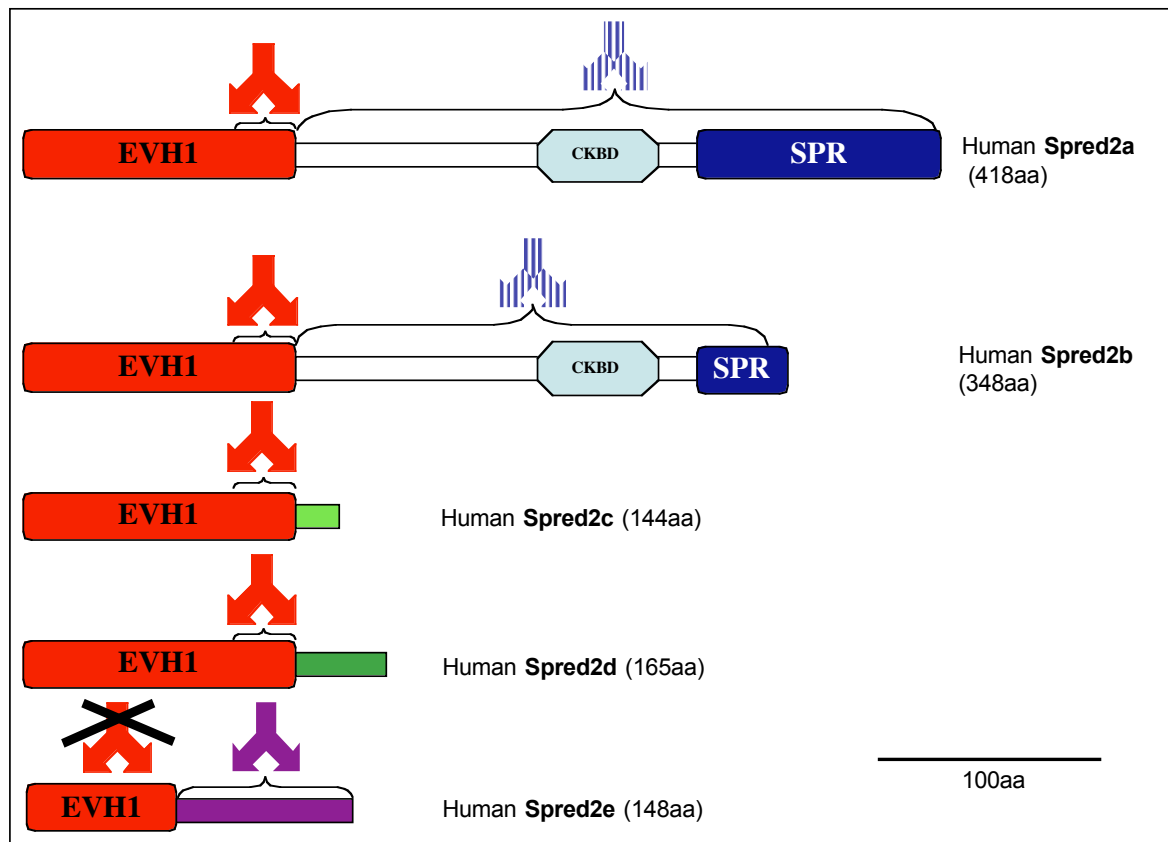 EVH1
CKBD
SPR
Human Spred2a
(418aa)
EVH1
CKBD
SPR
Human Spred2b
(348aa)
EVH1
Human Spred2c (144aa)
EVH1
Human Spred2d (165aa)
EVH1
Human Spred2e (148aa)
100aa